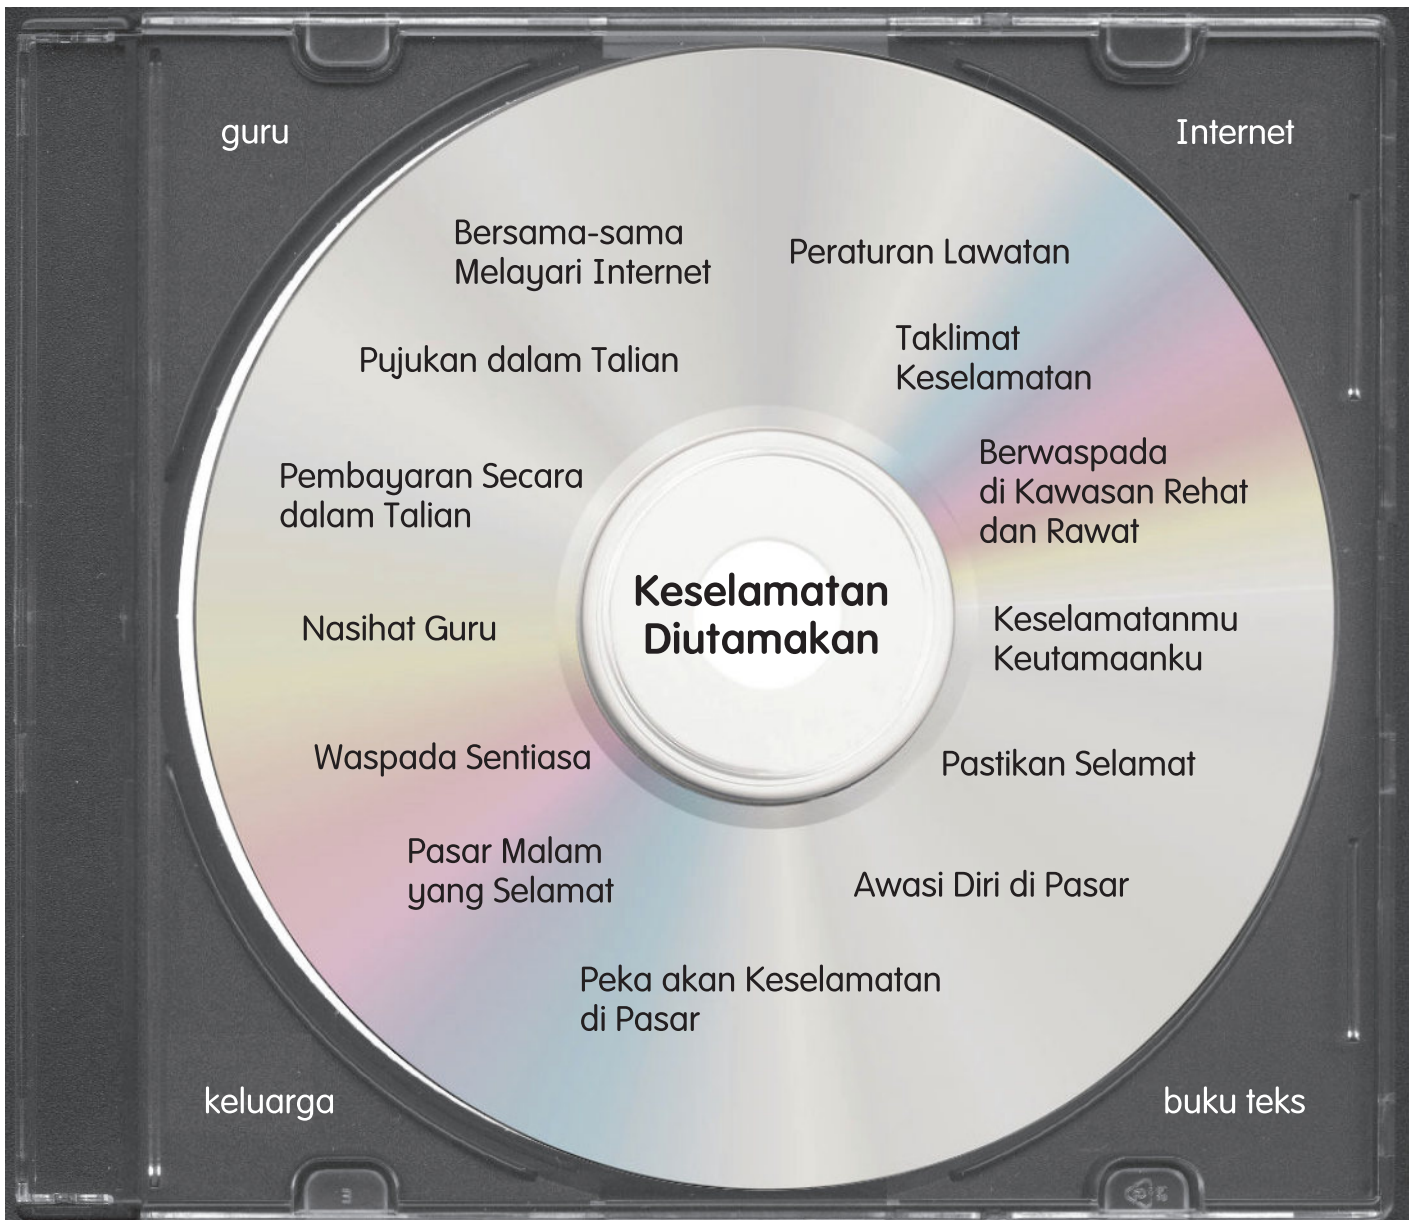 guru
Internet
Bersama-sama
Melayari Internet
Peraturan Lawatan
Pujukan dalam Talian
Taklimat
Keselamatan
Pembayaran Secara
dalam Talian
Berwaspada
di Kawasan Rehat
dan Rawat
Keselamatan
Diutamakan
Nasihat Guru
Keselamatanmu
Keutamaanku
Waspada Sentiasa
Pastikan Selamat
Pasar Malam
yang Selamat
Awasi Diri di Pasar
Peka akan Keselamatan
di Pasar
keluarga
buku teks